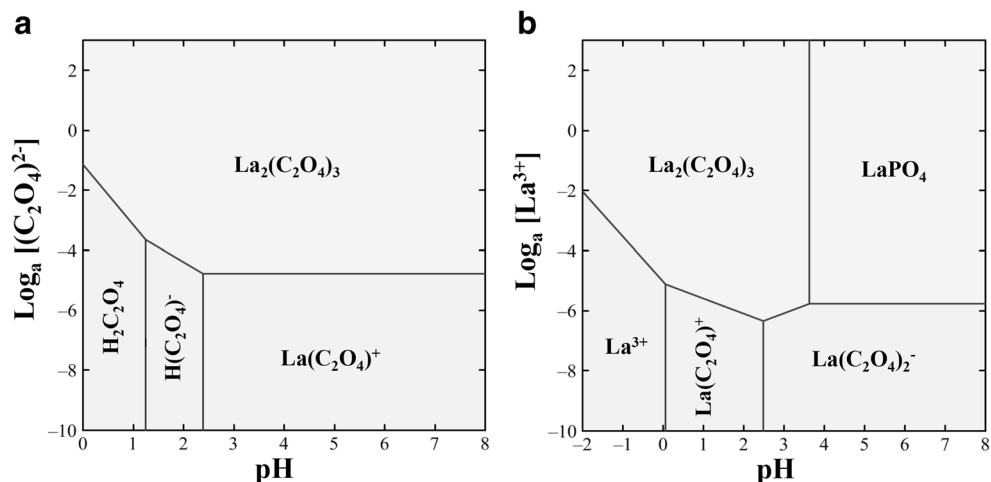 a
Logₐ [(C₂O₄)²⁻]
2
0
−2
−4
−6
−8
−10
La₂(C₂O₄)₃
H₂C₂O₄
H(C₂O₄)⁻
La(C₂O₄)⁺
0 1 2 3 4 5 6 7 8
pH
b
Logₐ [La³⁺]
2
0
−2
−4
−6
−8
−10
La₂(C₂O₄)₃
LaPO₄
La³⁺
La(C₂O₄)⁺
La(C₂O₄)₂⁻
−2 −1 0 1 2 3 4 5 6 7 8
pH